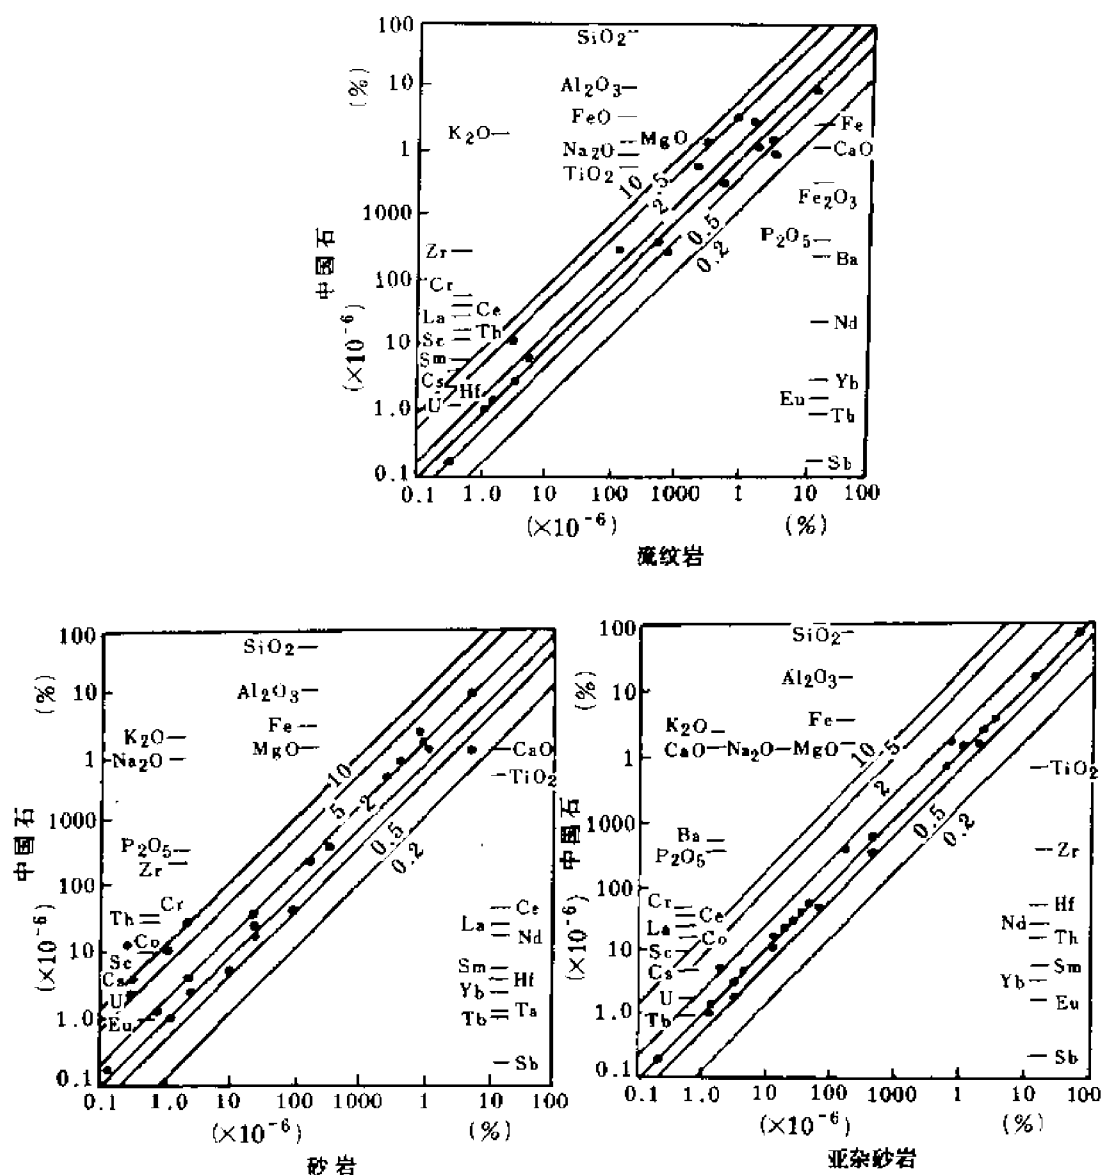 100
SiO₂
10
(%)
Al₂O₃
FeO
K₂O
MgO
Fe
1
Na₂O
CaO
TiO₂
10
5
2
Fe₂O₃
1000
0.5
P₂O₅
0.2
Zr
Ba
中国石
100
Cr
Ce
La
Th
Nd
10
(×10⁻⁶)
Sc
Sm
Cs
Hf
Yb
1.0
U
Eu
Tb
Sb
0.1
0.1 1.0 10 100 1000 1 10 100
(×10⁻⁶) (%)
流纹岩
100
SiO₂
(%)
10
Al₂O₃
Fe
K₂O
MgO
CaO
1
Na₂O
TiO₂
10
5
2
1000
0.5
中国石
P₂O₅
0.2
Zr
100
Cr
Ce
Th
La
Co
Nd
10
Sc
(×10⁻⁶)
Sm
Cs
Hf
U
Yb
1.0
Eu
Ta
Tb
Sb
0.1
0.1 1.0 10 100 1000 1 10 100
(×10⁻⁶) (%)
砂岩
100
SiO₂
(%)
10
Al₂O₃
K₂O
Fe
1
CaO Na₂O MgO
TiO₂
10
5
2
1000
0.5
Ba
0.2
中国石
P₂O₅
Zr
100
Cr
Ce
Hf
La
Nd
Co
Th
10
Sc
(×10⁻⁶)
Cs
Sm
Yb
U
Eu
1.0
Tb
Sb
0.1
0.1 1.0 10 100 1000 1 10 100
(×10⁻⁶) (%)
亚杂砂岩